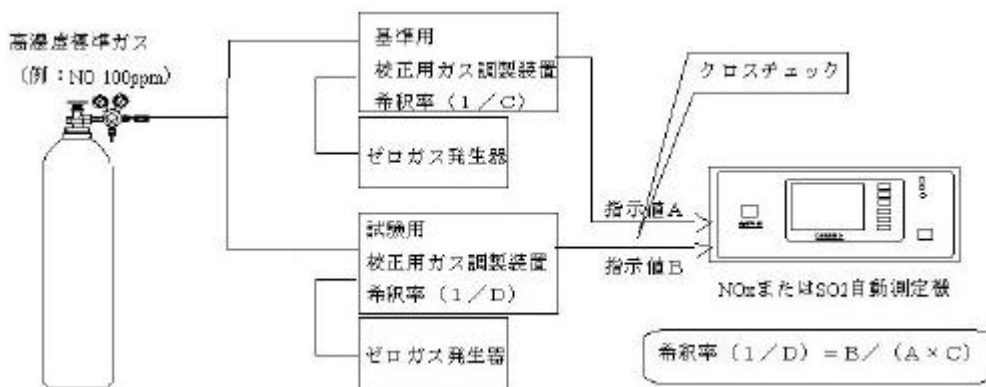 高濃度標準ガス
（例：NO 100ppm）
基準用
校正用ガス調製装置
希釈率（1／C）
ゼロガス発生器
試験用
校正用ガス調製装置
希釈率（1／D）
ゼロガス発生器
クロスチェック
指示値A
指示値B
NOxまたはSO2自動測定機
希釈率（1／D）＝B／（A×C）